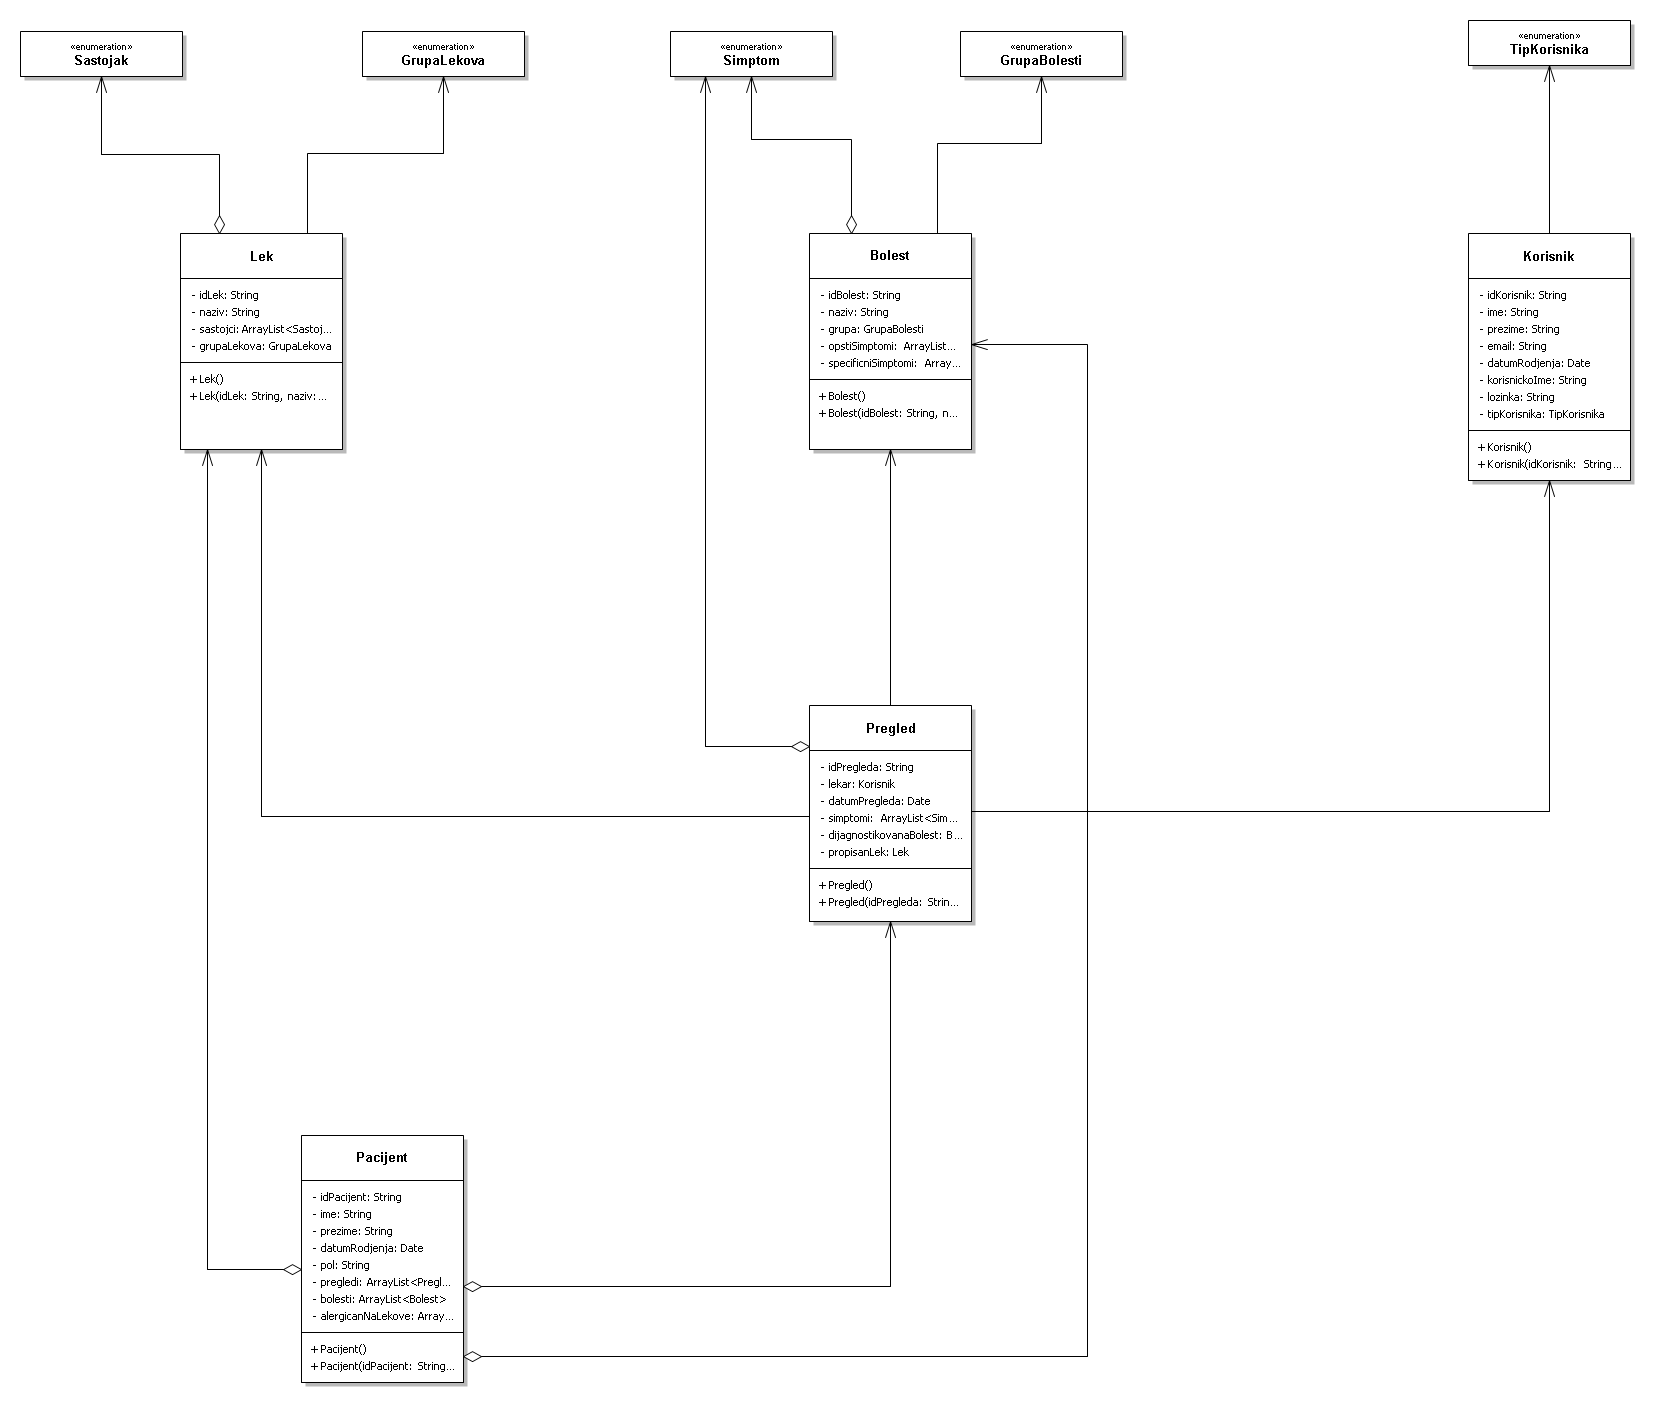 «enumeration»
Sastojak
«enumeration»
GrupaLekova
«enumeration»
Simptom
«enumeration»
GrupaBolesti
«enumeration»
TipKorisnika
Lek
- idLek: String
- naziv: String
- sastojci: ArrayList<Sastoj...
- grupaLekova: GrupaLekova
+ Lek()
+ Lek(idLek: String, naziv: ...
Bolest
- idBolest: String
- naziv: String
- grupa: GrupaBolesti
- opstiSimptomi: ArrayList...
- specificniSimptomi: Array...
+ Bolest()
+ Bolest(idBolest: String, n...
Korisnik
- idKorisnik: String
- ime: String
- prezime: String
- email: String
- datumRodjenja: Date
- korisnickoIme: String
- lozinka: String
- tipKorisnika: TipKorisnika
+ Korisnik()
+ Korisnik(idKorisnik: String...
Pregled
- idPregleda: String
- lekar: Korisnik
- datumPregleda: Date
- simptomi: ArrayList<Sim...
- dijagnostikovanaBolest: B...
- propisanLek: Lek
+ Pregled()
+ Pregled(idPregleda: Strin...
Pacijent
- idPacijent: String
- ime: String
- prezime: String
- datumRodjenja: Date
- pol: String
- pregledi: ArrayList<Pregl...
- bolesti: ArrayList<Bolest>
- alergicanNaLekove: Array...
+ Pacijent()
+ Pacijent(idPacijent: String...